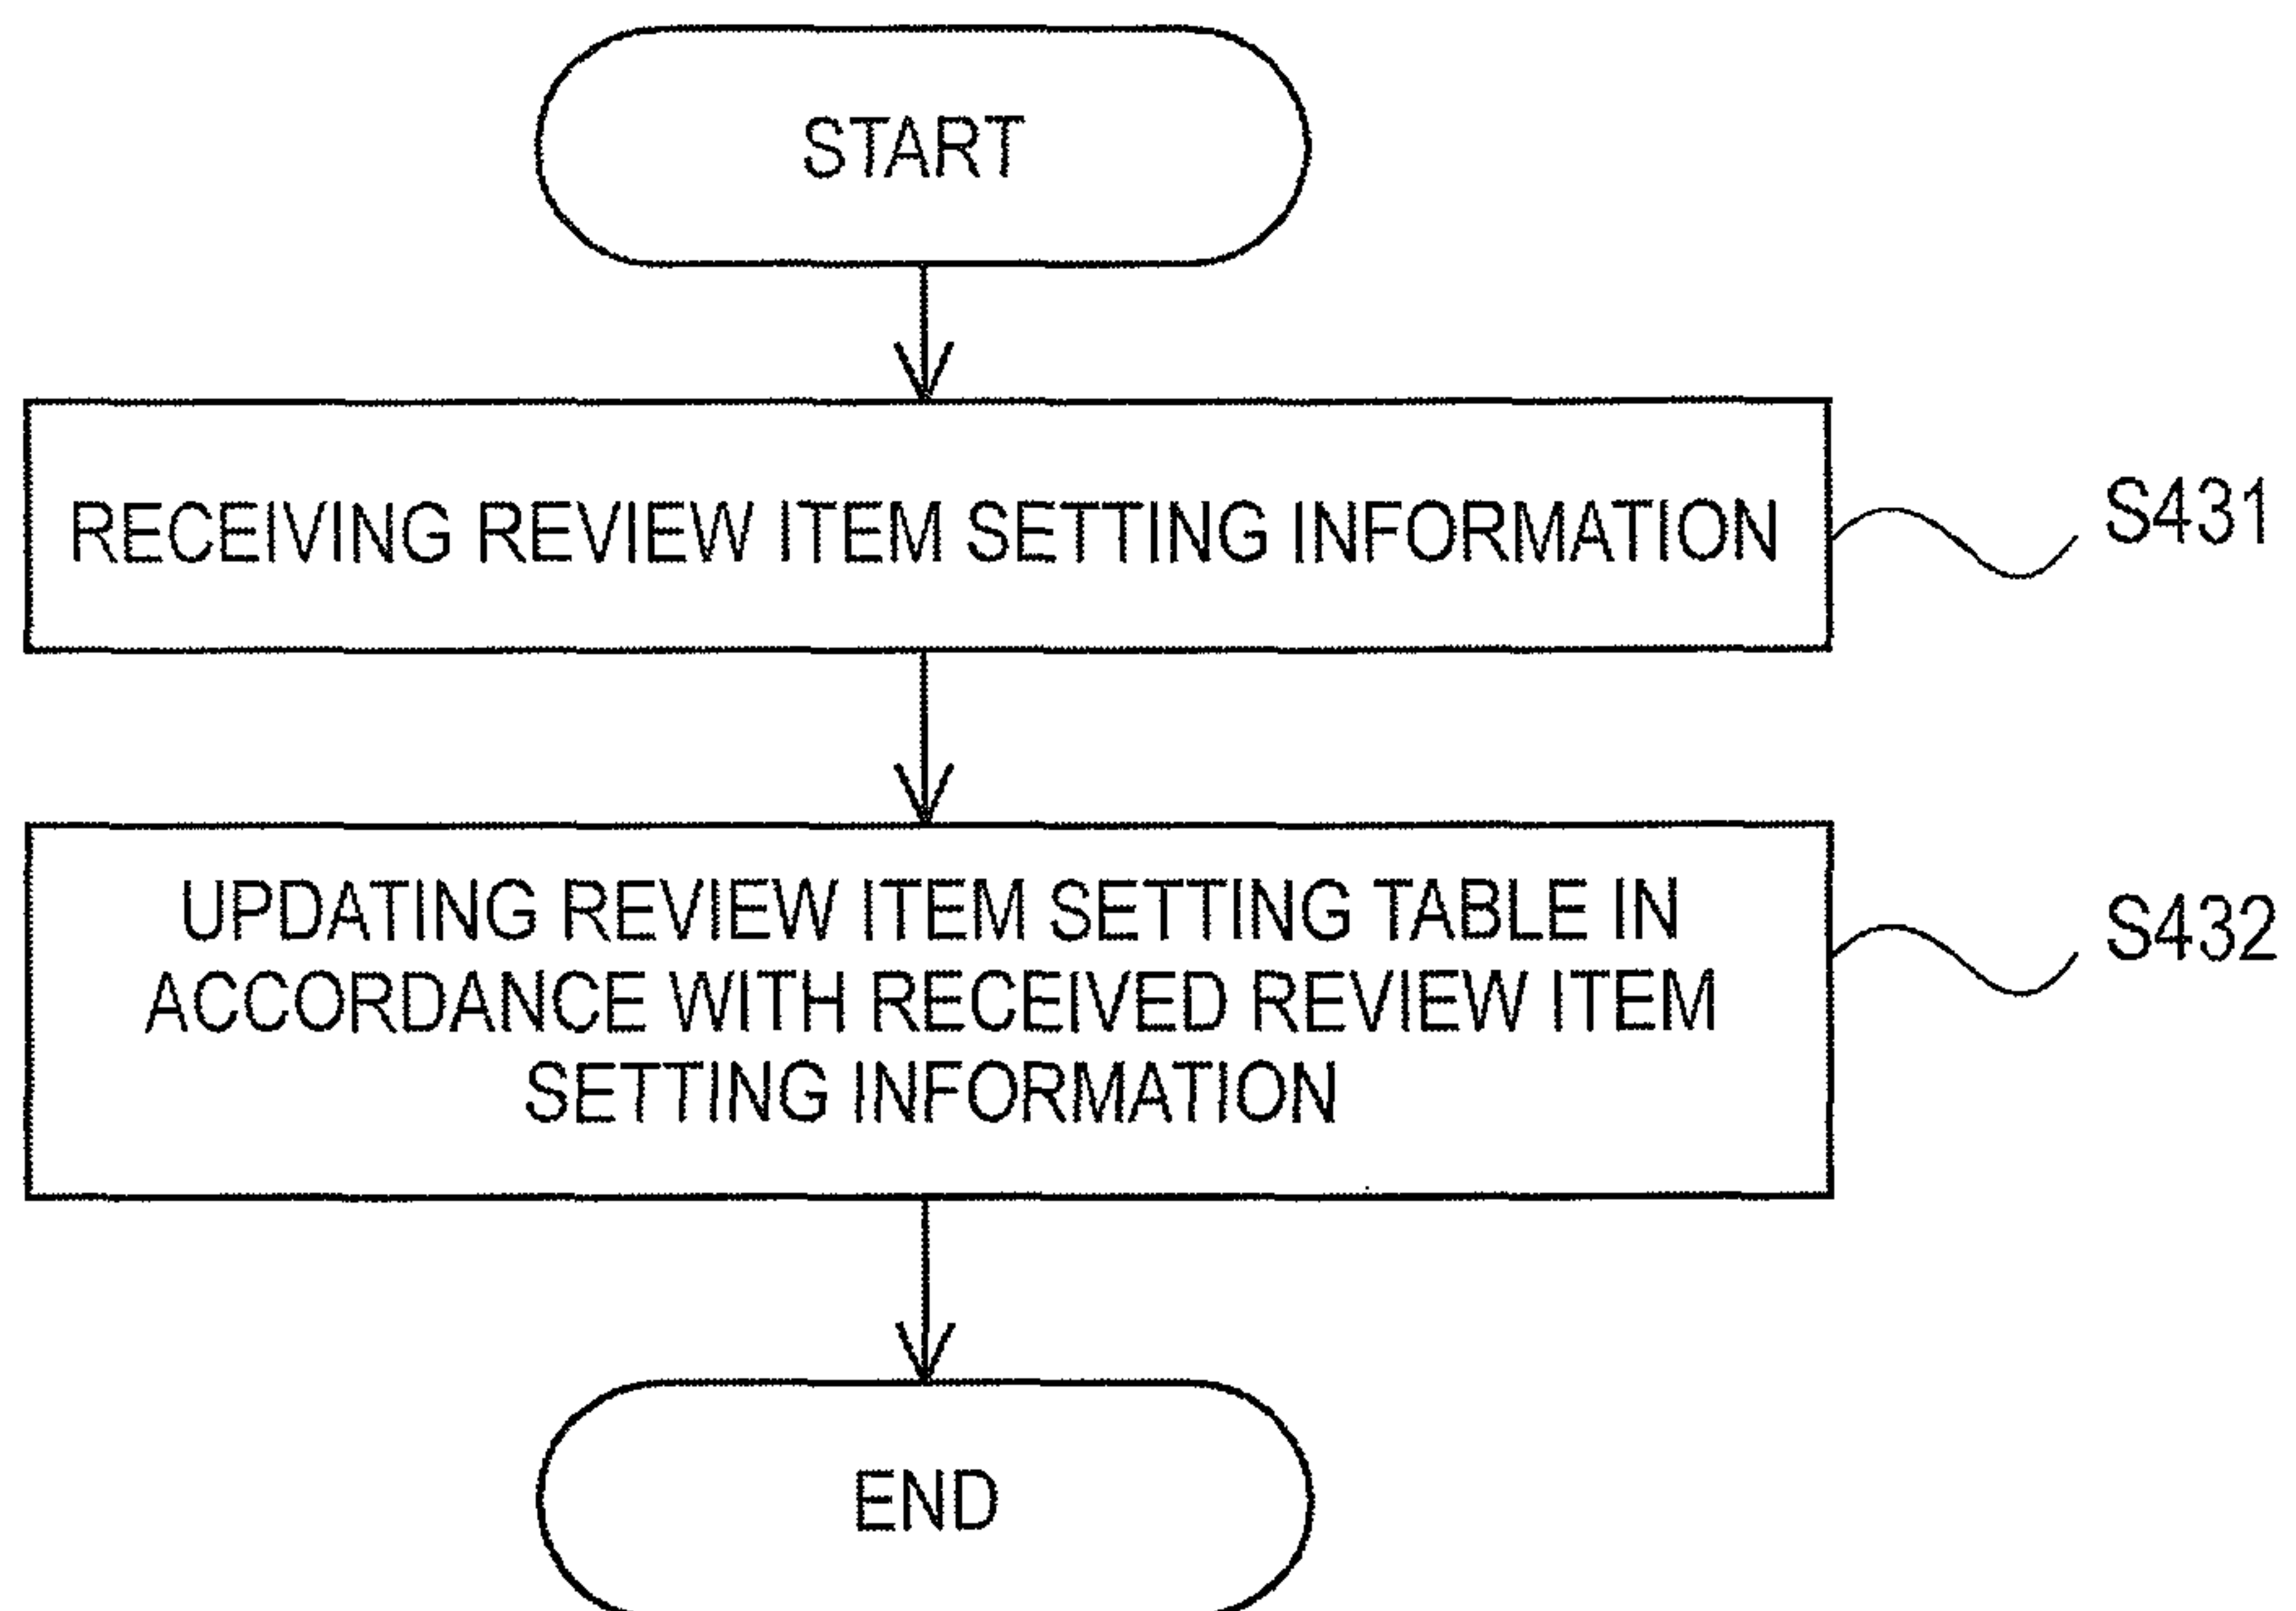 START
RECEIVING REVIEW ITEM SETTING INFORMATION
S431
UPDATING REVIEW ITEM SETTING TABLE IN
ACCORDANCE WITH RECEIVED REVIEW ITEM
SETTING INFORMATION
S432
END